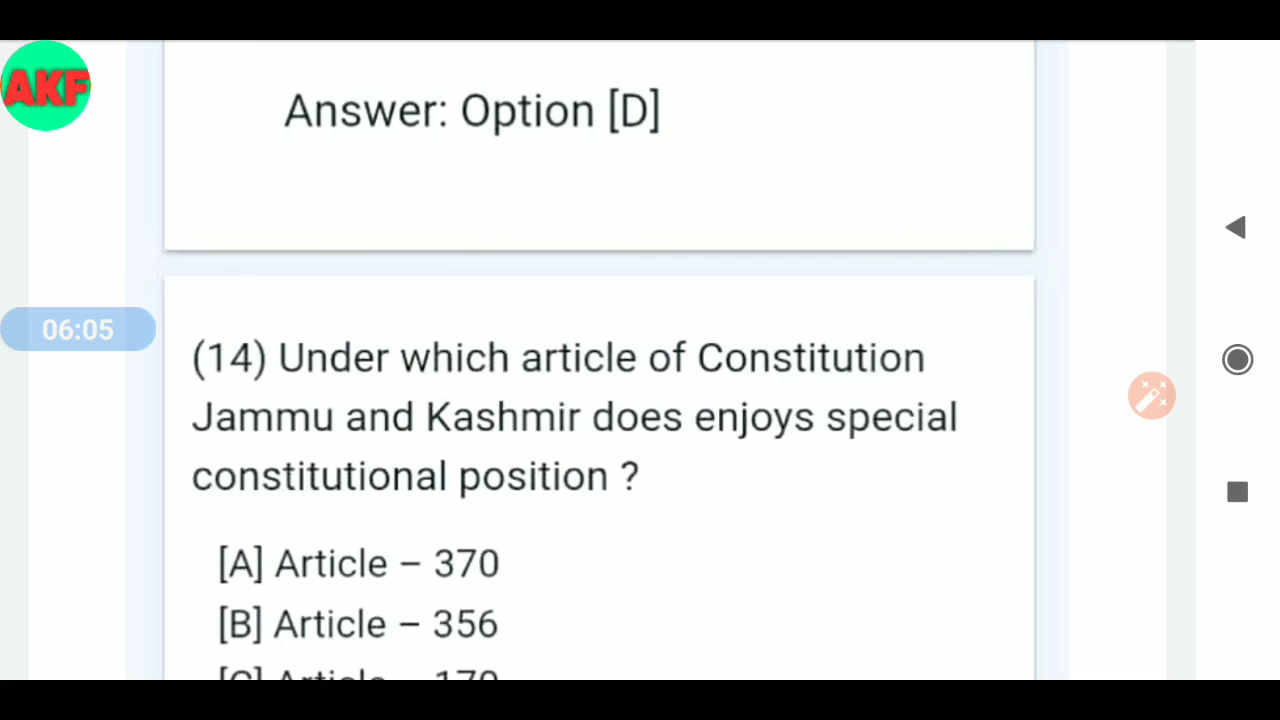 AKF
Answer: Option [D]
06:05
(14) Under which article of Constitution
Jammu and Kashmir does enjoys special
constitutional position ?
[A] Article – 370
[B] Article – 356